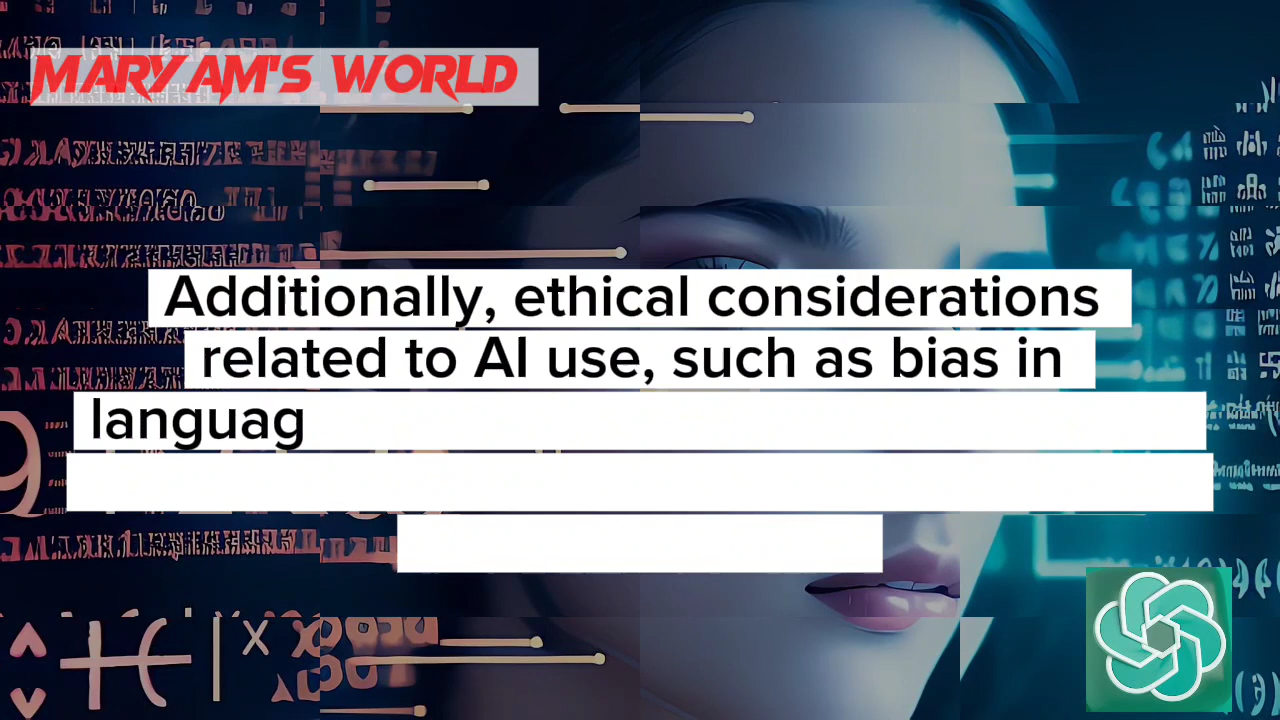 MARYAM'S WORLD
Additionally, ethical considerations
related to AI use, such as bias in
languag